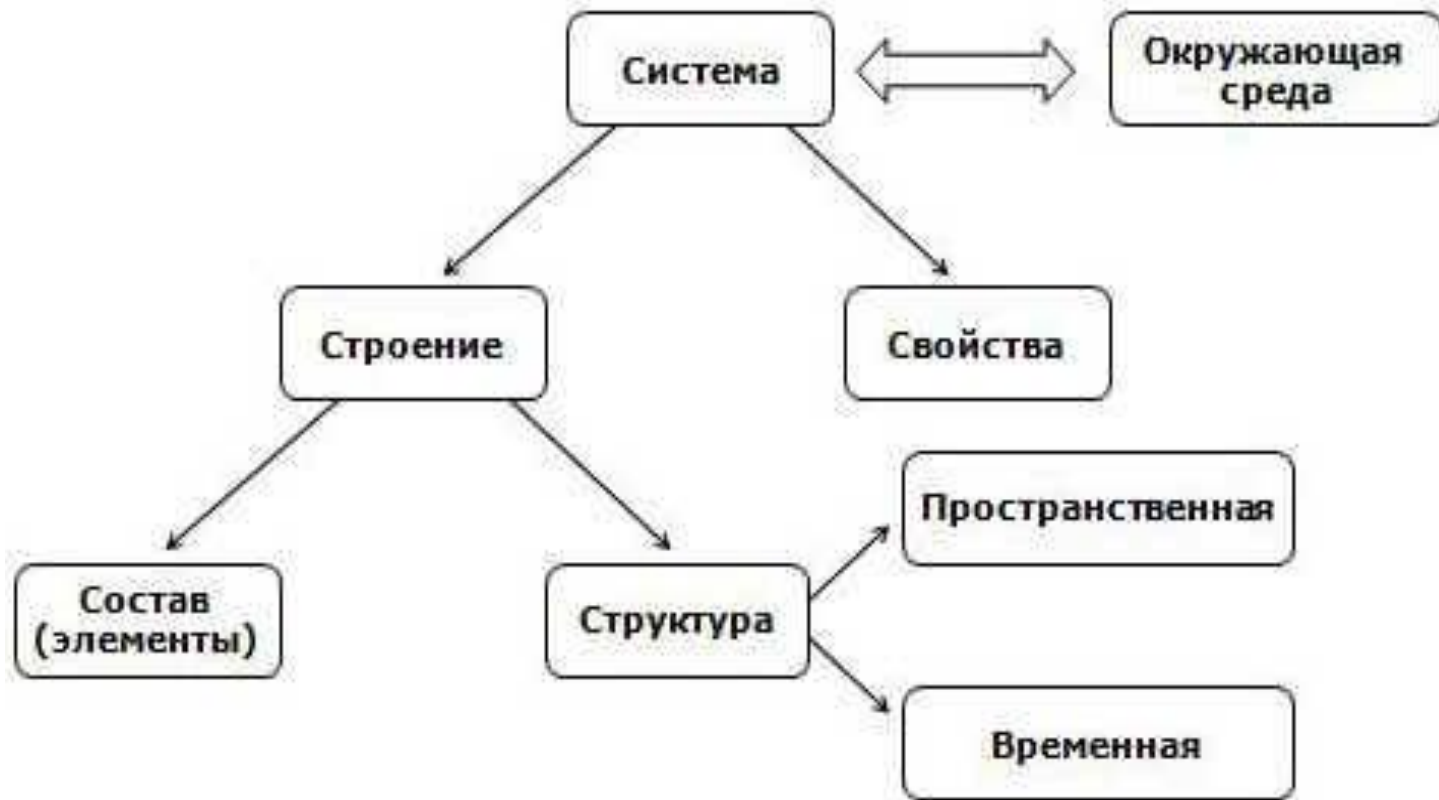 Система
Окружающая
среда
Строение
Свойства
Состав
(элементы)
Структура
Пространственная
Временная